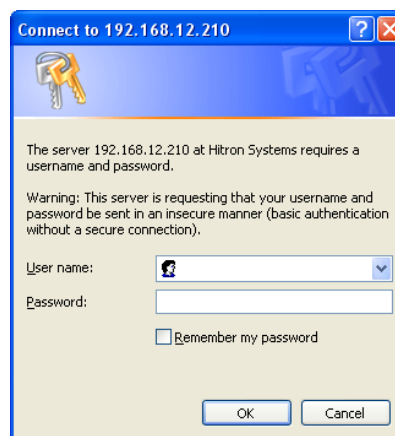 Connect to 192.168.12.210
The server 192.168.12.210 at Hitron Systems requires a
username and password.
Warning: This server is requesting that your username and
password be sent in an insecure manner (basic authentication
without a secure connection).
User name:
Password:
Remember my password
OK
Cancel